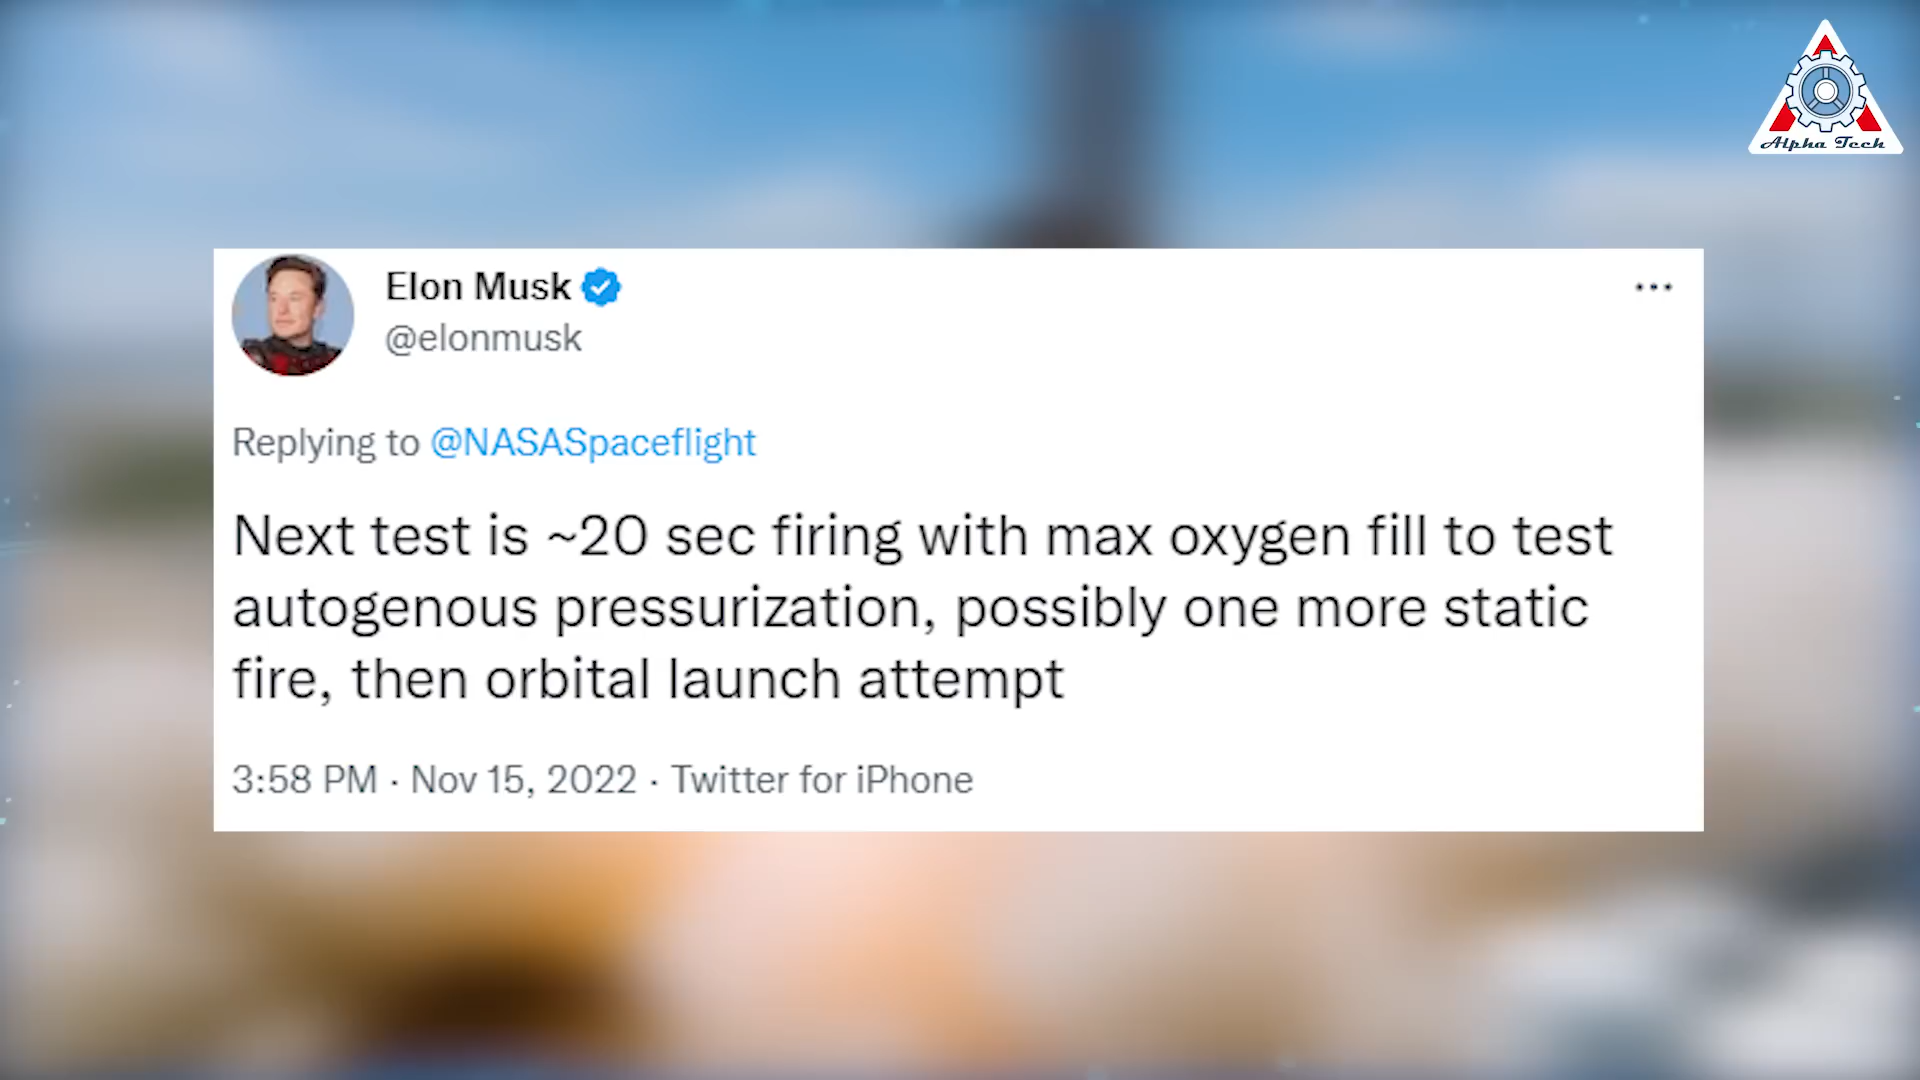 Alpha Tech
Elon Musk
@elonmusk
Replying to @NASASpaceflight
Next test is ~20 sec firing with max oxygen fill to test
autogenous pressurization, possibly one more static
fire, then orbital launch attempt
3:58 PM · Nov 15, 2022 · Twitter for iPhone